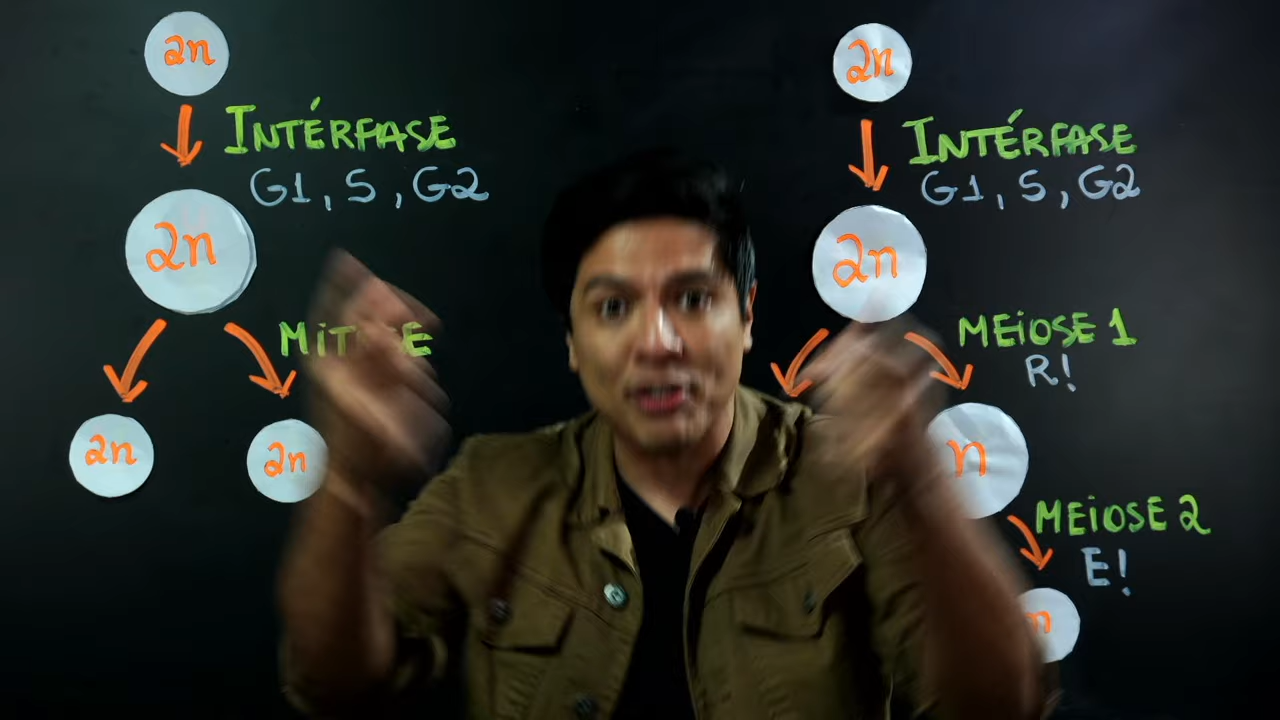 2n
INTÉRFASE
G1, S, G2
2n
2n
2n
2n
INTÉRFASE
G1, S, G2
2n
MEIOSE 1
R!
n
MEIOSE 2
E!
n